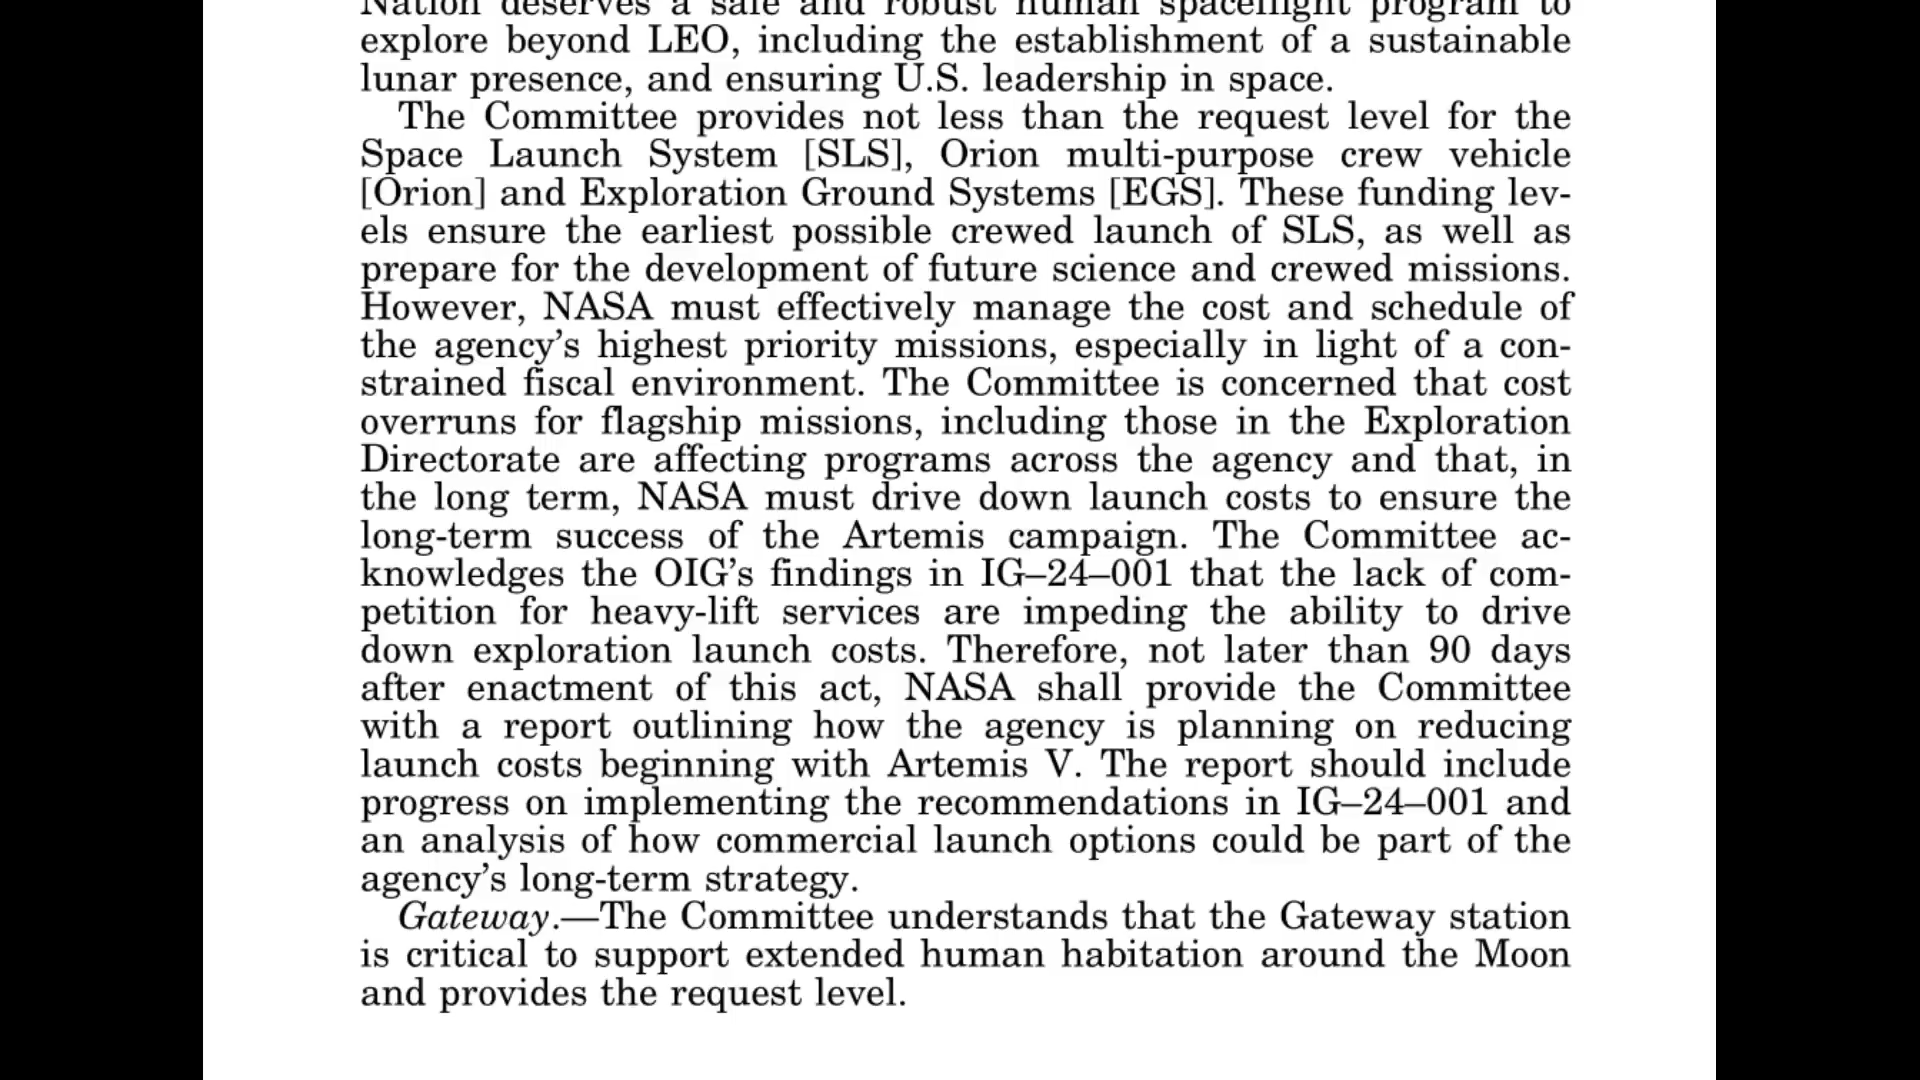 Nation deserves a safe and robust human spaceflight program to
explore beyond LEO, including the establishment of a sustainable
lunar presence, and ensuring U.S. leadership in space.
The Committee provides not less than the request level for the
Space Launch System [SLS], Orion multi-purpose crew vehicle
[Orion] and Exploration Ground Systems [EGS]. These funding lev-
els ensure the earliest possible crewed launch of SLS, as well as
prepare for the development of future science and crewed missions.
However, NASA must effectively manage the cost and schedule of
the agency’s highest priority missions, especially in light of a con-
strained fiscal environment. The Committee is concerned that cost
overruns for flagship missions, including those in the Exploration
Directorate are affecting programs across the agency and that, in
the long term, NASA must drive down launch costs to ensure the
long-term success of the Artemis campaign. The Committee ac-
knowledges the OIG’s findings in IG–24–001 that the lack of com-
petition for heavy-lift services are impeding the ability to drive
down exploration launch costs. Therefore, not later than 90 days
after enactment of this act, NASA shall provide the Committee
with a report outlining how the agency is planning on reducing
launch costs beginning with Artemis V. The report should include
progress on implementing the recommendations in IG–24–001 and
an analysis of how commercial launch options could be part of the
agency’s long-term strategy.
Gateway.—The Committee understands that the Gateway station
is critical to support extended human habitation around the Moon
and provides the request level.